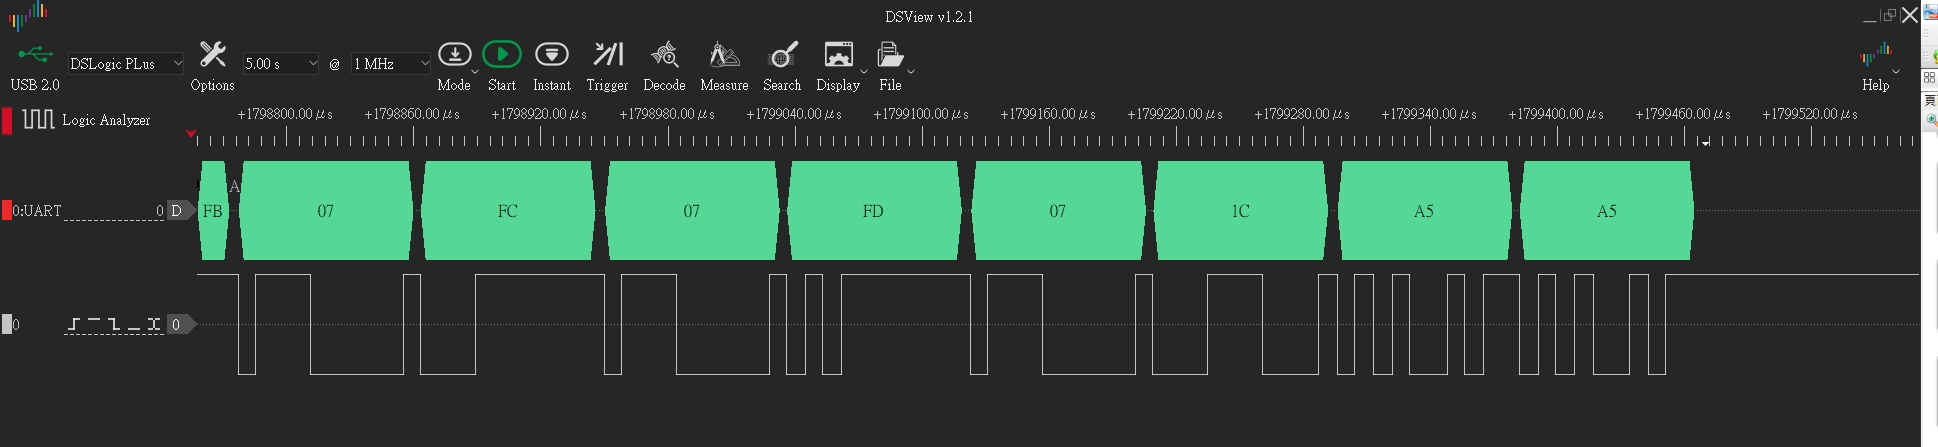 DSView v1.2.1
USB 2.0
DSLogic PLus
Options
5.00 s
@
1 MHz
Mode
Start
Instant
Trigger
Decode
Measure
Search
Display
File
Help
Logic Analyzer
+1798800.00 μs +1798860.00 μs +1798920.00 μs +1798980.00 μs +1799040.00 μs +1799100.00 μs +1799160.00 μs +1799220.00 μs +1799280.00 μs +1799340.00 μs +1799400.00 μs +1799460.00 μs +1799520.00 μs
0:UART 0 D FB A 07 FC 07 FD 07 1C A5 A5
0 0